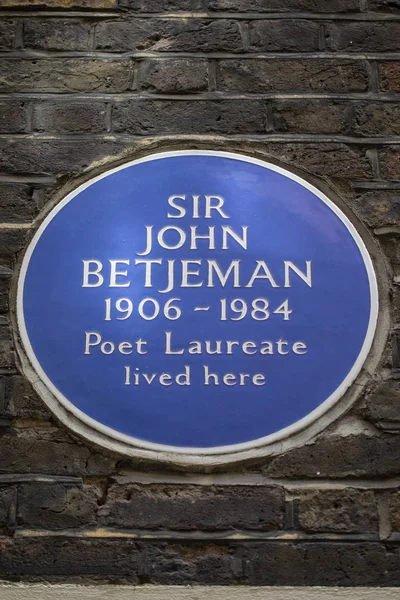 SIR
JOHN
BETJEMAN
1906 ~ 1984
Poet Laureate
lived here